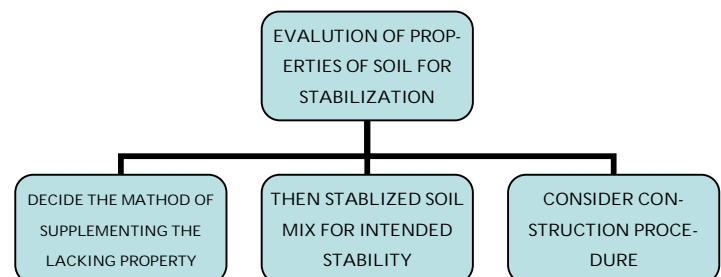 EVALUTION OF PROP-
ERTIES OF SOIL FOR
STABILIZATION
DECIDE THE MATHOD OF
SUPPLEMENTING THE
LACKING PROPERTY
THEN STABLIZED SOIL
MIX FOR INTENDED
STABILITY
CONSIDER CON-
STRUCTION PROCE-
DURE